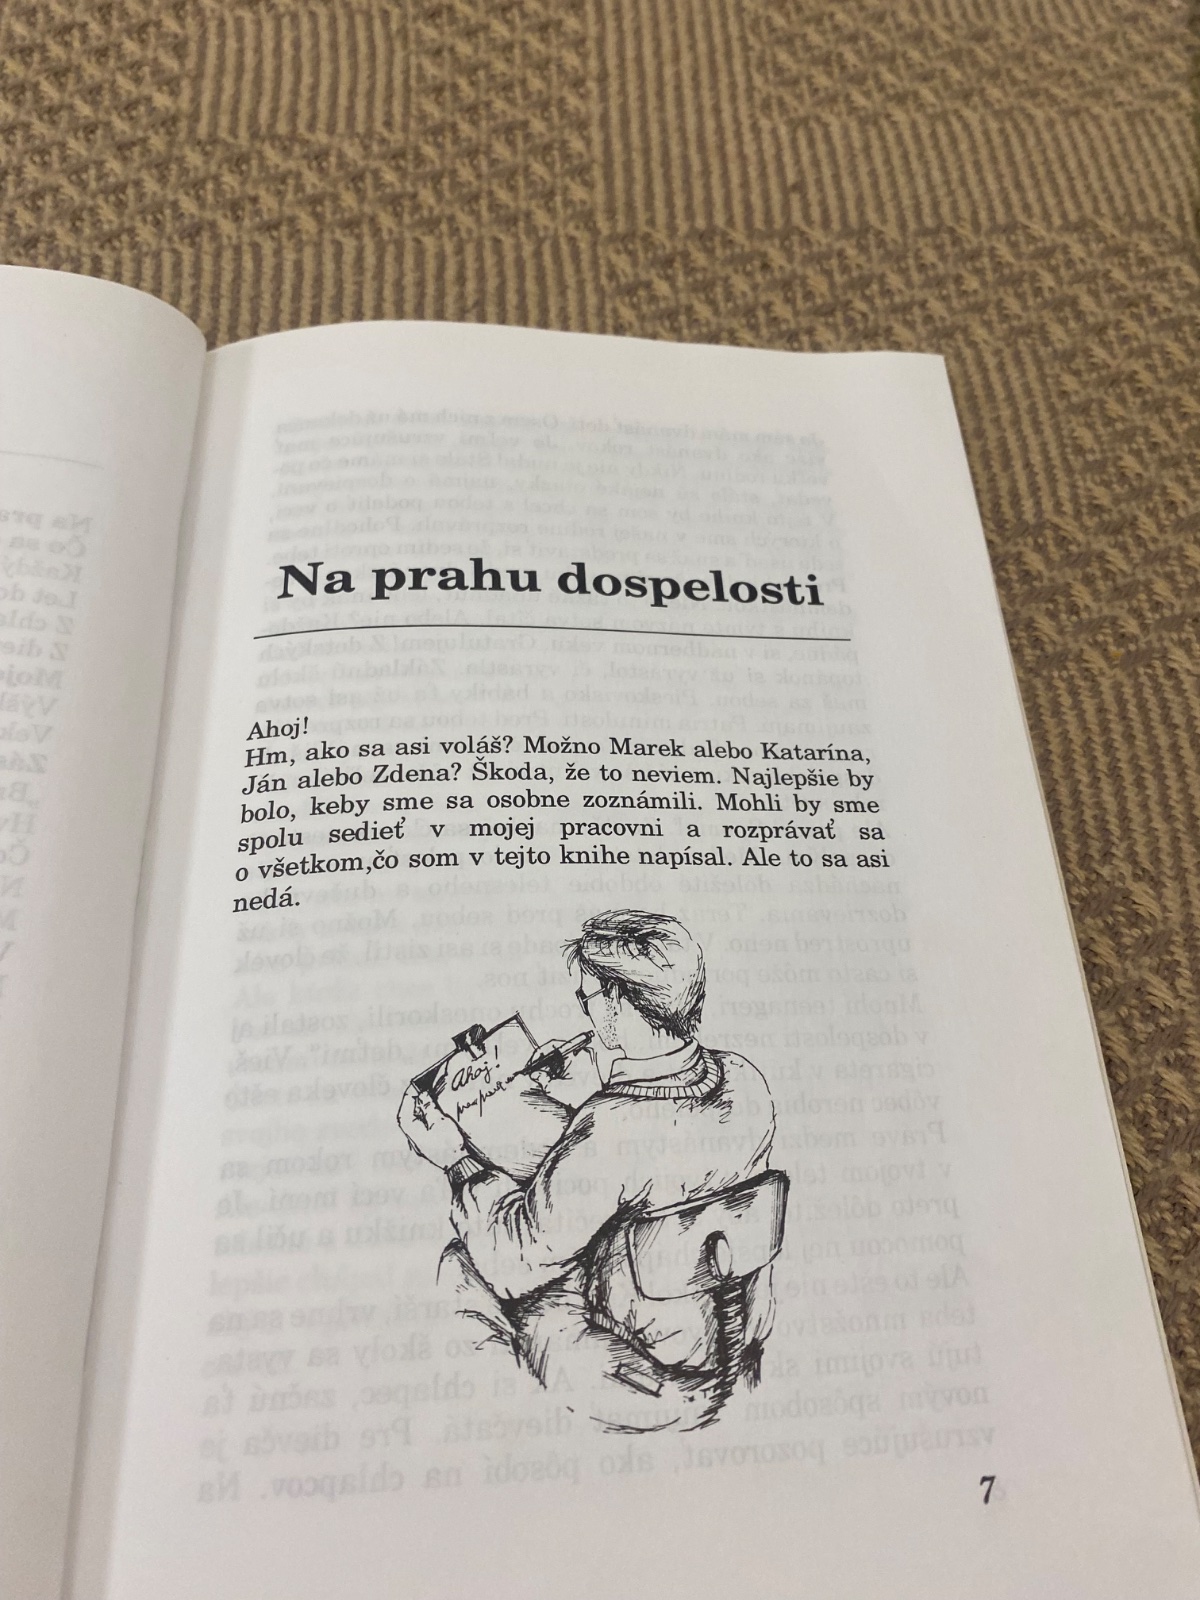 Na prahu dospelosti
Ahoj!
Hm, ako sa asi voláš? Možno Marek alebo Katarína,
Ján alebo Zdena? Škoda, že to neviem. Najlepšie by
bolo, keby sme sa osobne zoznámili. Mohli by sme
spolu sedieť v mojej pracovni a rozprávať sa
o všetkom,čo som v tejto knihe napísal. Ale to sa asi
nedá.
Ahoj!
7